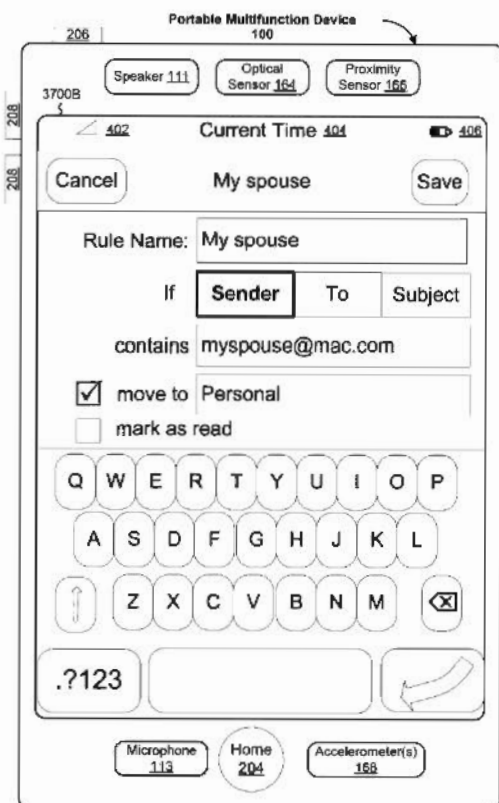 Portable Multifunction Device
100
206
Speaker 111
Optical
Sensor 164
Proximity
Sensor 166
3700B
208
208
402
Current Time 404
406
Cancel
My spouse
Save
Rule Name: My spouse
If Sender To Subject
contains myspouse@mac.com
move to Personal
mark as read
Q W E R T Y U I O P
A S D F G H J K L
Z X C V B N M
.?123
Microphone
113
Home
204
Accelerometer(s)
168